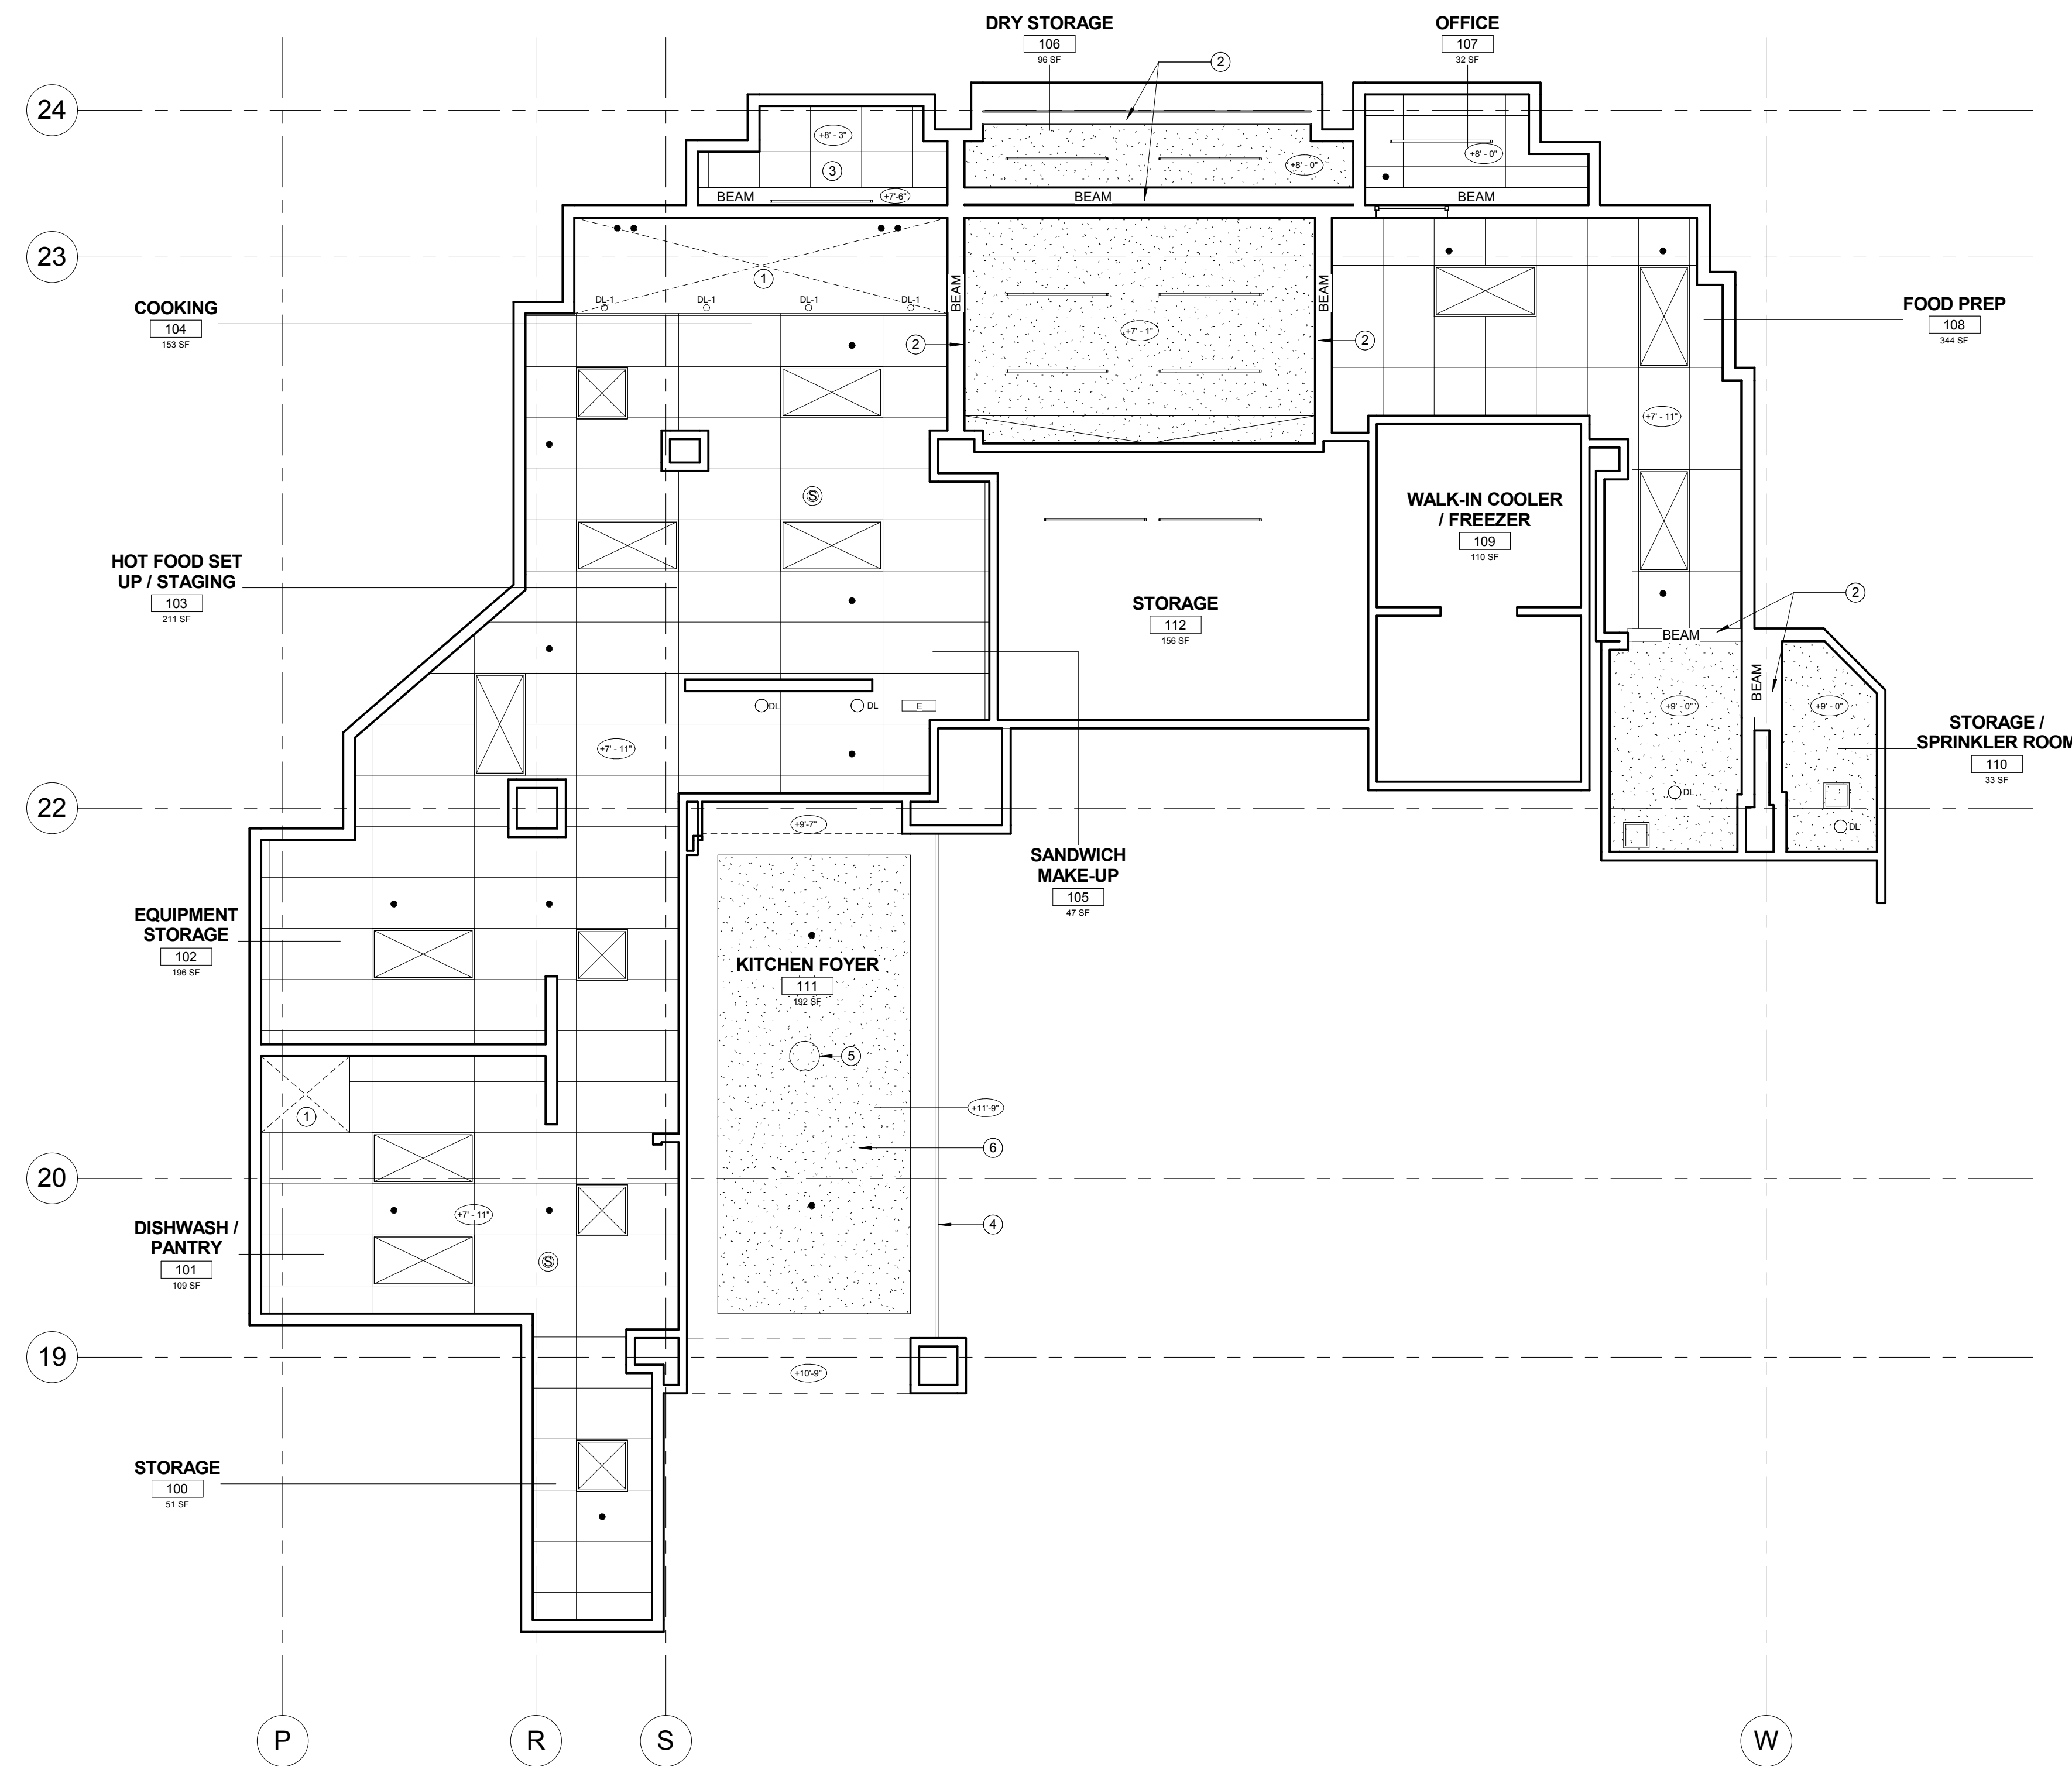 DRY STORAGE
106
96 SF
OFFICE
107
32 SF
2
24
+8' - 3"
3
+8' - 0"
+8' - 0"
BEAM
+7'-6"
BEAM
BEAM
23
1
BEAM
BEAM
DL-1
DL-1
DL-1
DL-1
COOKING
104
153 SF
2
+7' - 1"
2
FOOD PREP
108
344 SF
+7' - 11"
S
WALK-IN COOLER
/ FREEZER
109
110 SF
HOT FOOD SET
UP / STAGING
103
211 SF
STORAGE
112
156 SF
2
BEAM
BEAM
DL
DL
E
+9' - 0"
+9' - 0"
STORAGE /
SPRINKLER ROOM
110
33 SF
+7' - 11"
DL
DL
22
+9'-7"
SANDWICH
MAKE-UP
105
47 SF
EQUIPMENT
STORAGE
102
196 SF
KITCHEN FOYER
111
192 SF
5
1
+11'-9"
6
20
+7' - 11"
4
DISHWASH /
PANTRY
101
109 SF
S
19
+10'-9"
STORAGE
100
51 SF
P
R
S
W